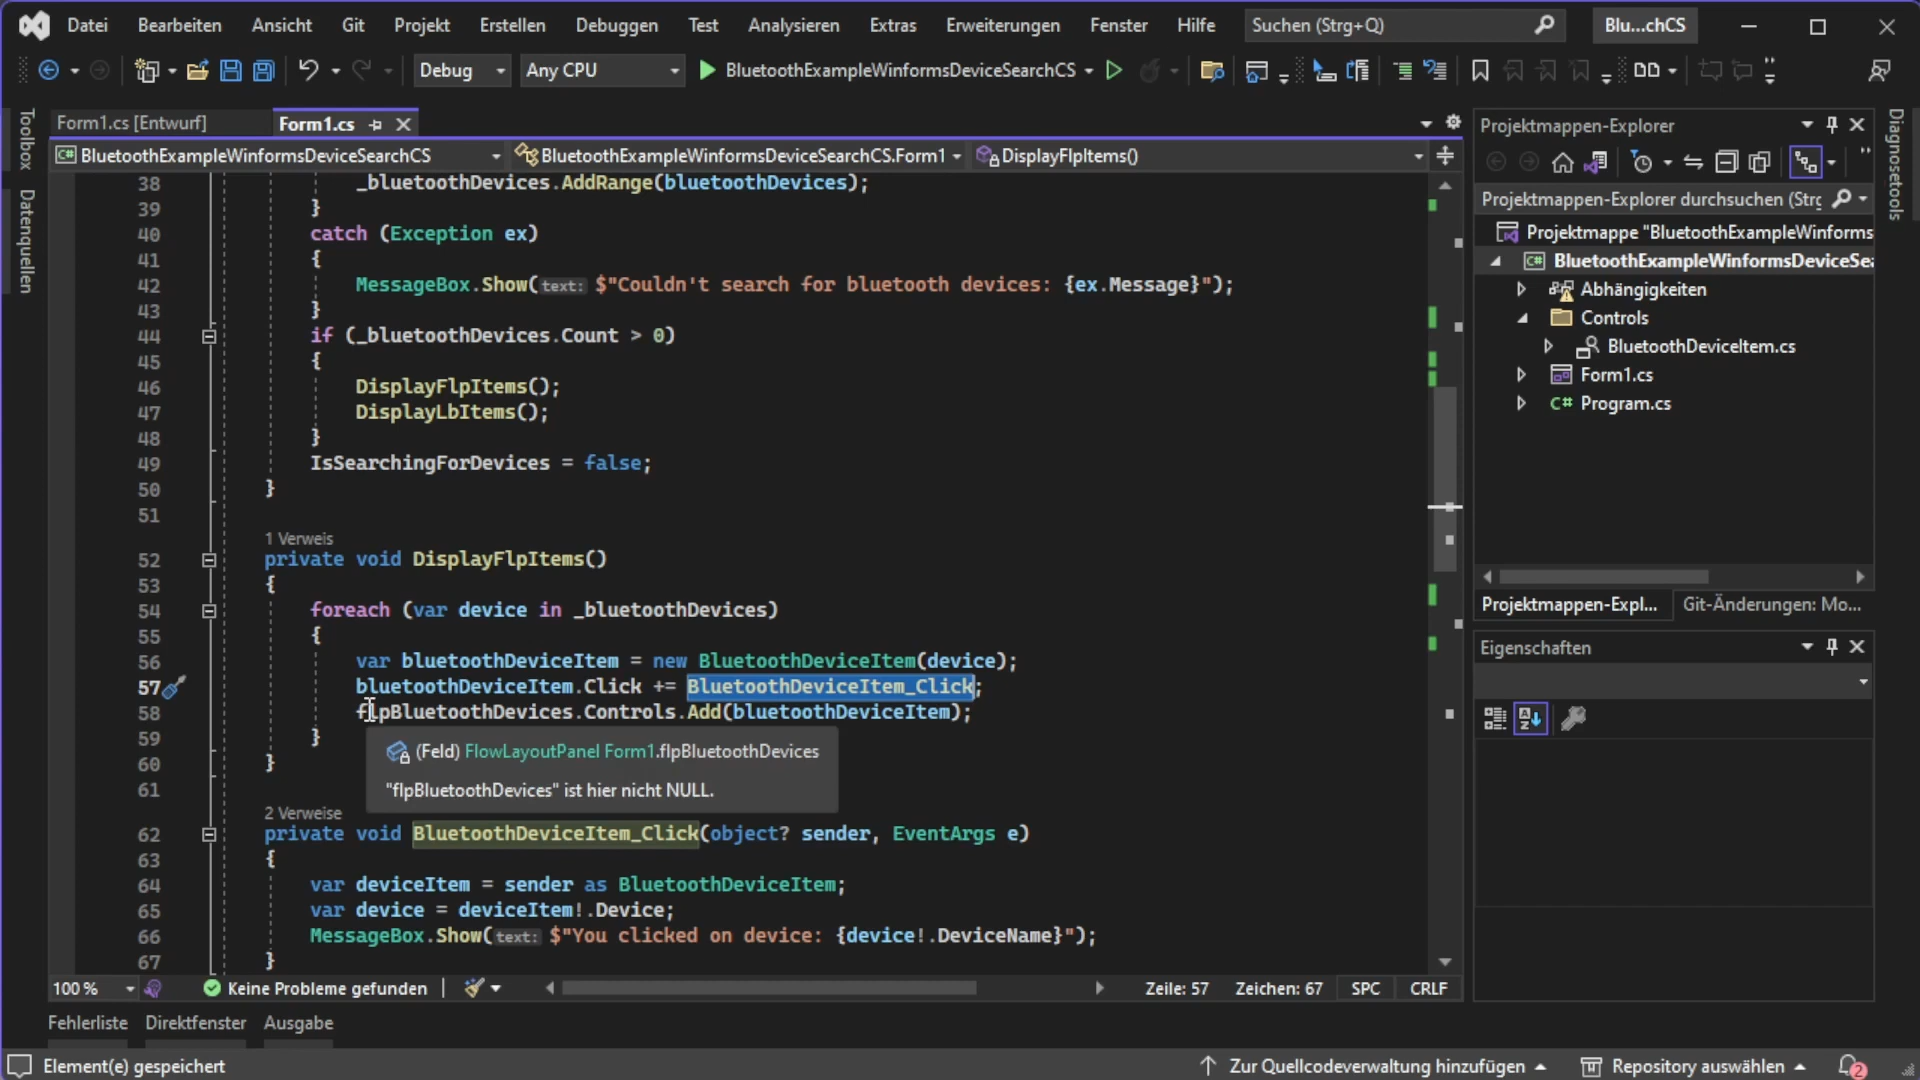 Datei Bearbeiten Ansicht Git Projekt Erstellen Debuggen Test Analysieren Extras Erweiterungen Fenster Hilfe Suchen (Strg+Q) Blu...chCS
Debug Any CPU BluetoothExampleWinformsDeviceSearchCS
Toolbox
Datenquellen
Form1.cs [Entwurf] Form1.cs
BluetoothExampleWinformsDeviceSearchCS BluetoothExampleWinformsDeviceSearchCS.Form1 DisplayFlpItems()
38 _bluetoothDevices.AddRange(bluetoothDevices);
39 }
40 catch (Exception ex)
41 {
42 MessageBox.Show(text: $"Couldn't search for bluetooth devices: {ex.Message}");
43 }
44 if (_bluetoothDevices.Count > 0)
45 {
46 DisplayFlpItems();
47 DisplayLbItems();
48 }
49 IsSearchingForDevices = false;
50 }
51
1 Verweis
52 private void DisplayFlpItems()
53 {
54 foreach (var device in _bluetoothDevices)
55 {
56 var bluetoothDeviceItem = new BluetoothDeviceItem(device);
57 bluetoothDeviceItem.Click += BluetoothDeviceItem_Click;
58 flpBluetoothDevices.Controls.Add(bluetoothDeviceItem);
59 }
60 }
61
(Feld) FlowLayoutPanel Form1.flpBluetoothDevices
"flpBluetoothDevices" ist hier nicht NULL.
2 Verweise
62 private void BluetoothDeviceItem_Click(object? sender, EventArgs e)
63 {
64 var deviceItem = sender as BluetoothDeviceItem;
65 var device = deviceItem!.Device;
66 MessageBox.Show(text: $"You clicked on device: {device!.DeviceName}");
67 }
100 % Keine Probleme gefunden Zeile: 57 Zeichen: 67 SPC CRLF
Fehlerliste Direktfenster Ausgabe
Element(e) gespeichert Zur Quellcodeverwaltung hinzufügen Repository auswählen 2
Projektmappen-Explorer
Projektmappen-Explorer durchsuchen (Strg
Projektmappe "BluetoothExampleWinforms
BluetoothExampleWinformsDeviceSea
Abhängigkeiten
Controls
BluetoothDeviceItem.cs
Form1.cs
Program.cs
Projektmappen-Expl... Git-Änderungen: Mo...
Eigenschaften
Diagnosetools